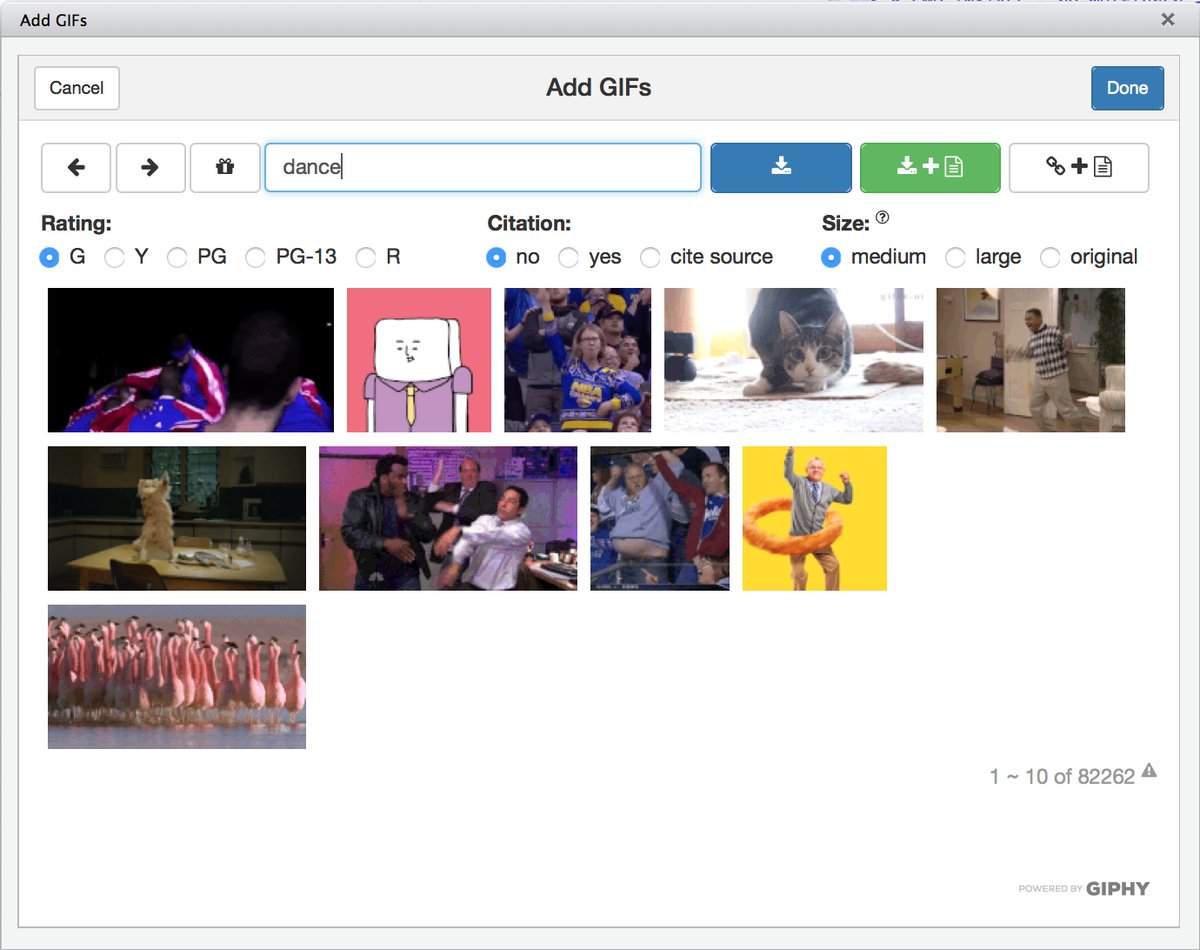 Add GIFs
Cancel
Add GIFs
Done
dance
Rating:
Citation:
Size:
G
Y
PG
PG-13
R
no
yes
cite source
medium
large
original
1 ~ 10 of 82262
POWERED BY GIPHY